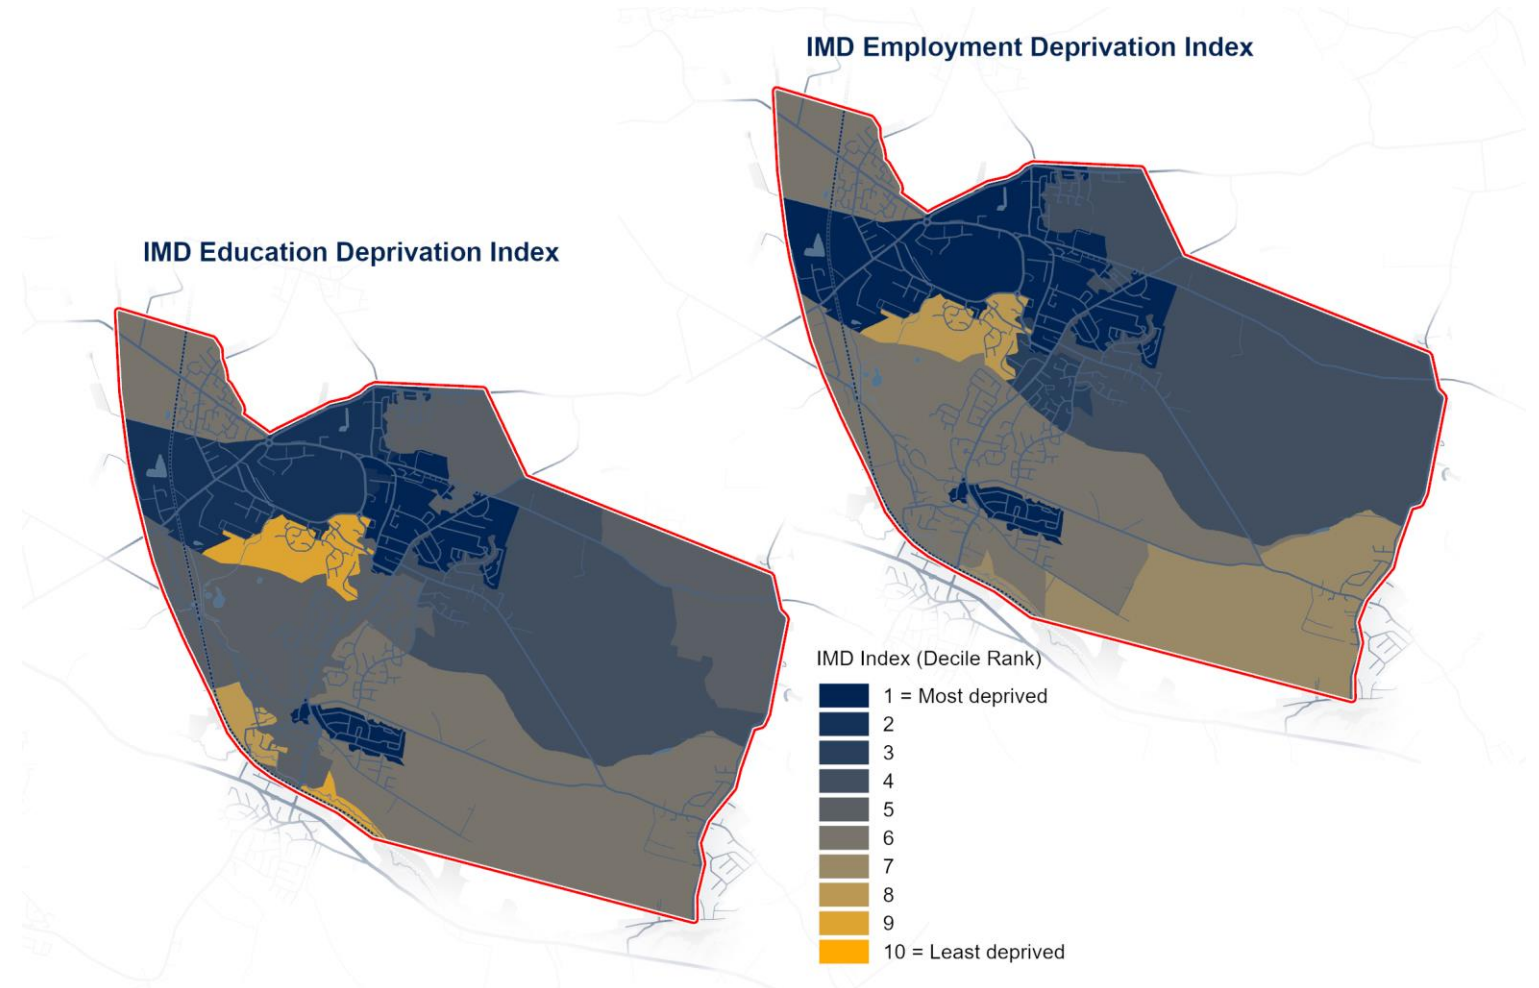 IMD Employment Deprivation Index
IMD Education Deprivation Index
IMD Index (Decile Rank)
1 = Most deprived
2
3
4
5
6
7
8
9
10 = Least deprived